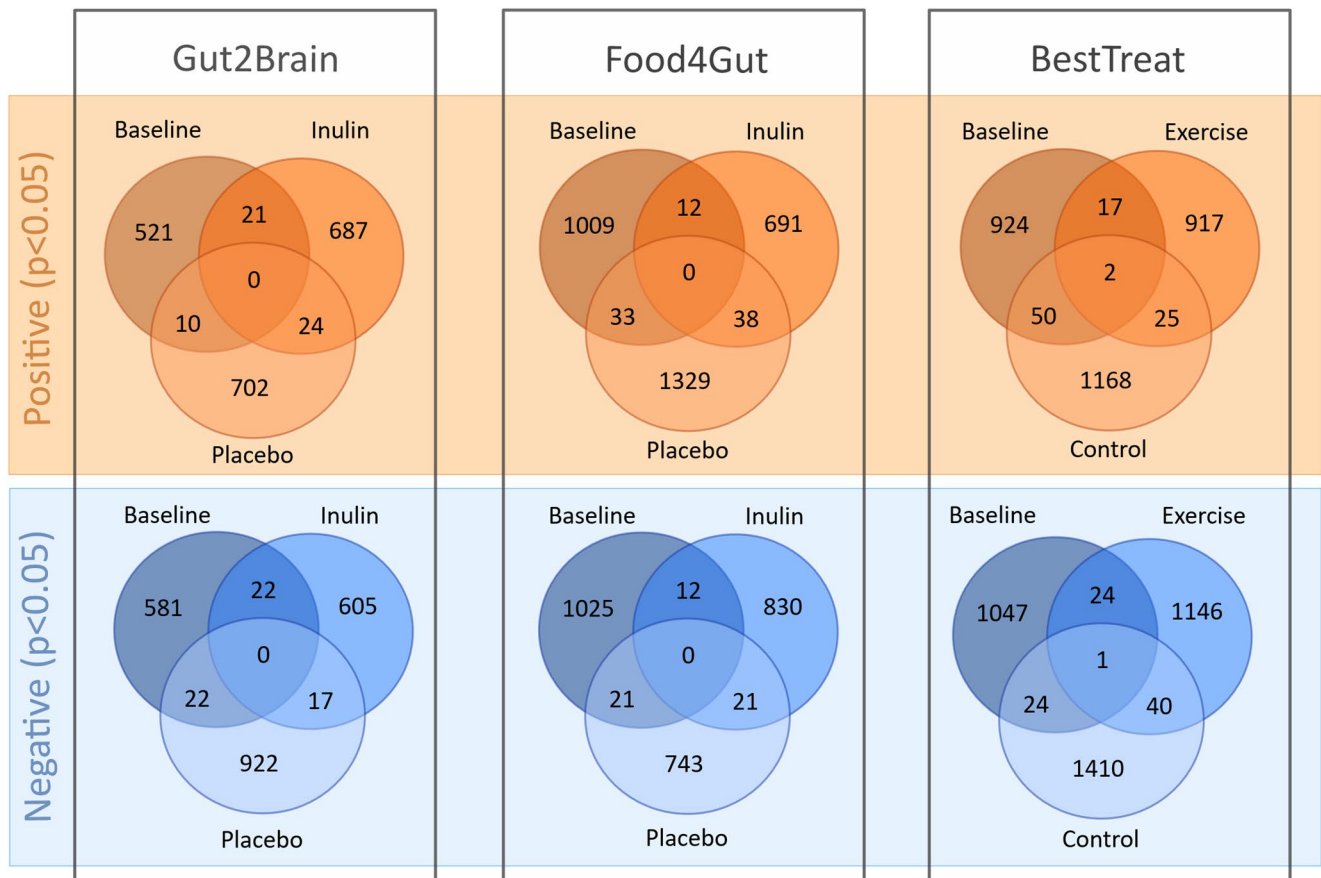 Gut2Brain
Food4Gut
BestTreat
Positive (p<0.05)
Baseline
Inulin
521
21
687
0
10
24
702
Placebo
Baseline
Inulin
1009
12
691
0
33
38
1329
Placebo
Baseline
Exercise
924
17
917
2
50
25
1168
Control
Negative (p<0.05)
Baseline
Inulin
581
22
605
0
22
17
922
Placebo
Baseline
Inulin
1025
12
830
0
21
21
743
Placebo
Baseline
Exercise
1047
24
1146
1
24
40
1410
Control